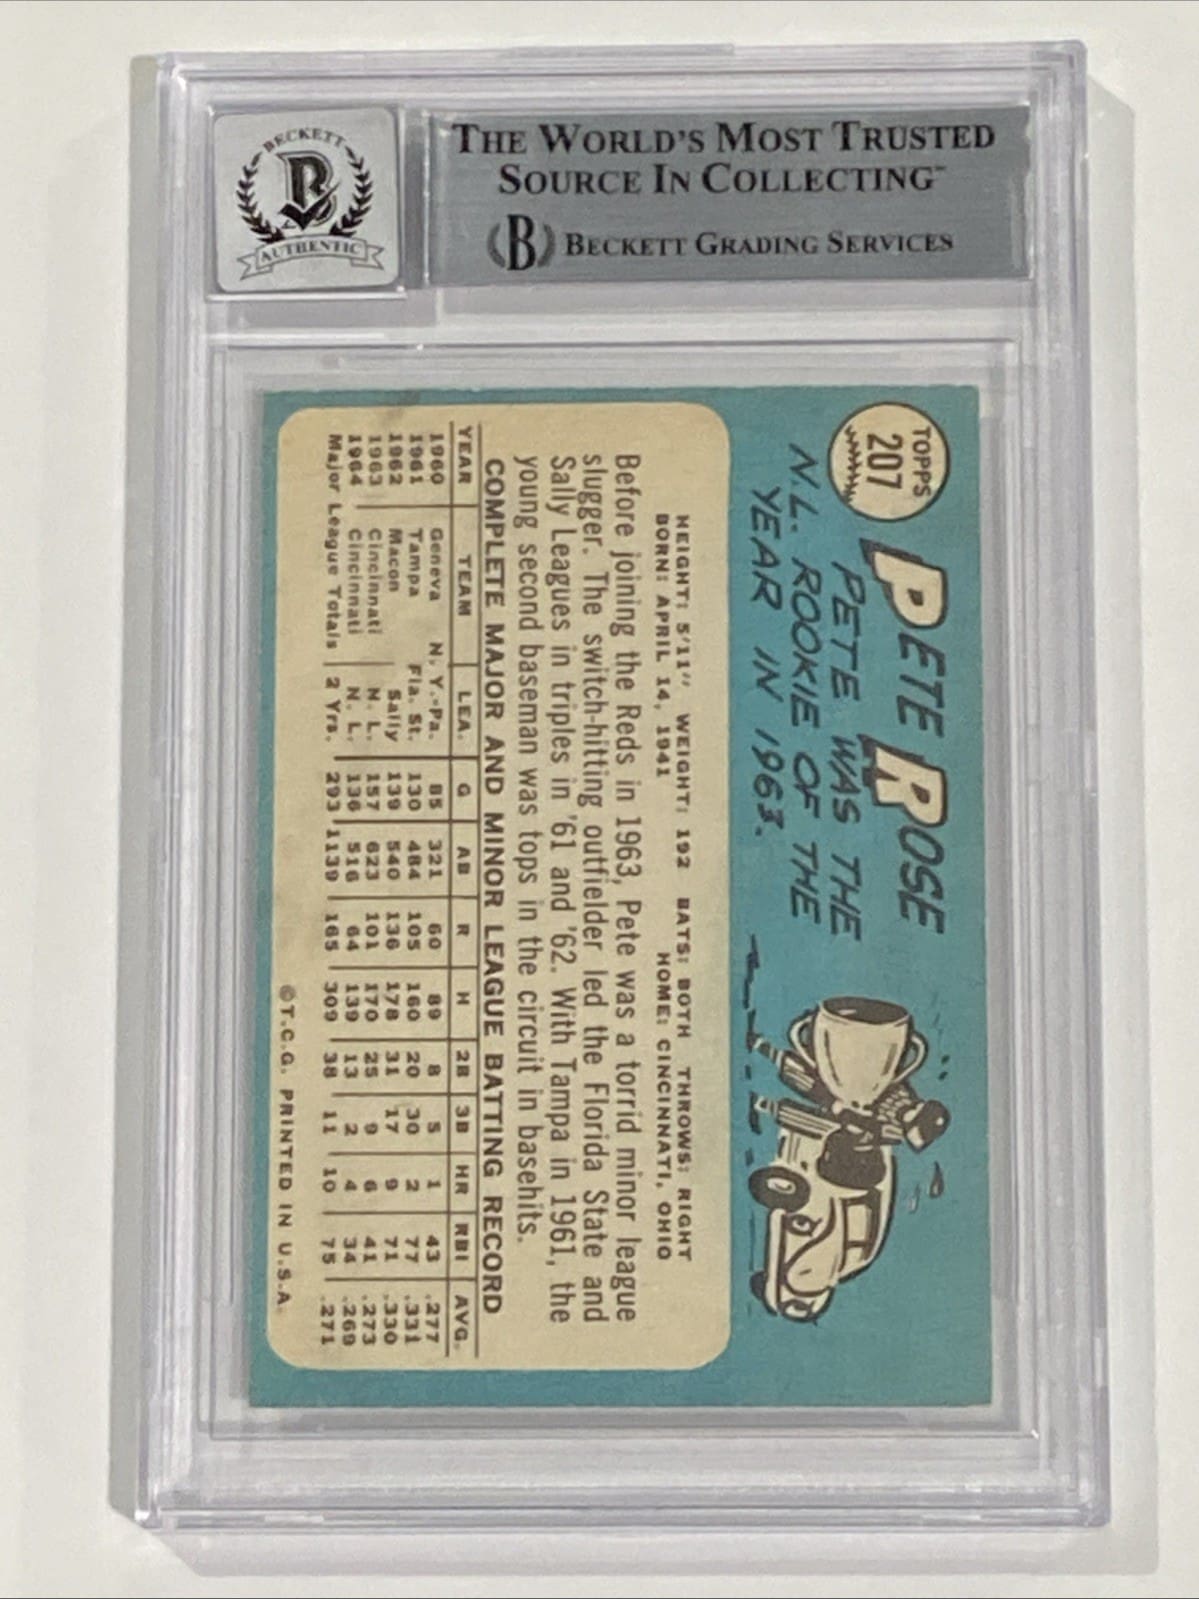 BECKETT
B
AUTHENTIC
THE WORLD'S MOST TRUSTED
SOURCE IN COLLECTING™
B BECKETT GRADING SERVICES
TOPPS
207
PETE ROSE
PETE WAS THE
N.L. ROOKIE OF THE
YEAR IN 1963.
HEIGHT: 5'11" WEIGHT: 192 BATS: BOTH THROWS: RIGHT
BORN: APRIL 14, 1941 HOME: CINCINNATI, OHIO
Before joining the Reds in 1963, Pete was a torrid minor league
slugger. The switch-hitting outfielder led the Florida State and
Sally Leagues in triples in '61 and '62. With Tampa in 1961, the
young second baseman was tops in the circuit in basehits.
COMPLETE MAJOR AND MINOR LEAGUE BATTING RECORD
YEAR TEAM LEA. G AB R H 2B 3B HR RBI AVG.
1960 Geneva N.Y.-Pa. 85 321 60 89 8 5 1 43 .277
1961 Tampa Fla. St. 130 484 105 160 20 30 2 77 .331
1962 Macon Sally 139 540 136 178 31 17 9 71 .330
1963 Cincinnati N. L. 157 623 101 170 25 9 6 41 .273
1964 Cincinnati N. L. 136 516 64 139 13 2 4 34 .269
Major League Totals 2 Yrs. 293 1139 165 309 38 11 10 75 .271
©T.C.G. PRINTED IN U.S.A.